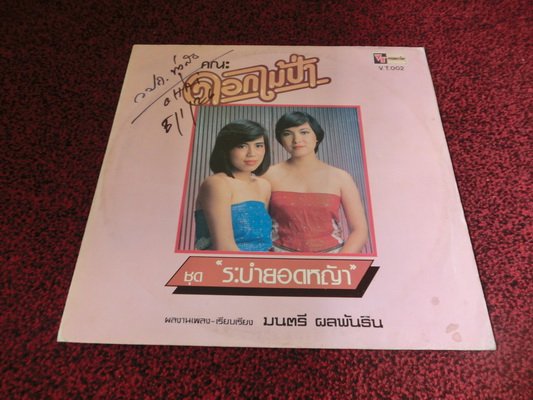 คณะ
ดอกไม้ป่า
VT
V.T.002
ชุด "ระบำยอดหญ้า"
ผลงานเพลง-เรียบเรียง มนตรี ผลพันธิน